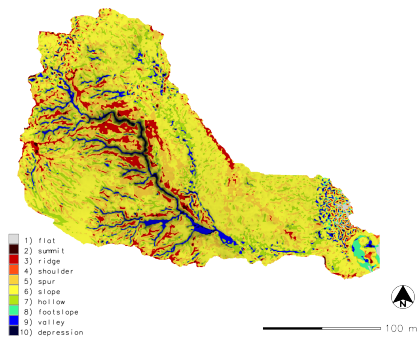 1) flat
2) summit
3) ridge
4) shoulder
5) spur
6) slope
7) hollow
8) footslope
9) valley
10) depression
N
100 m